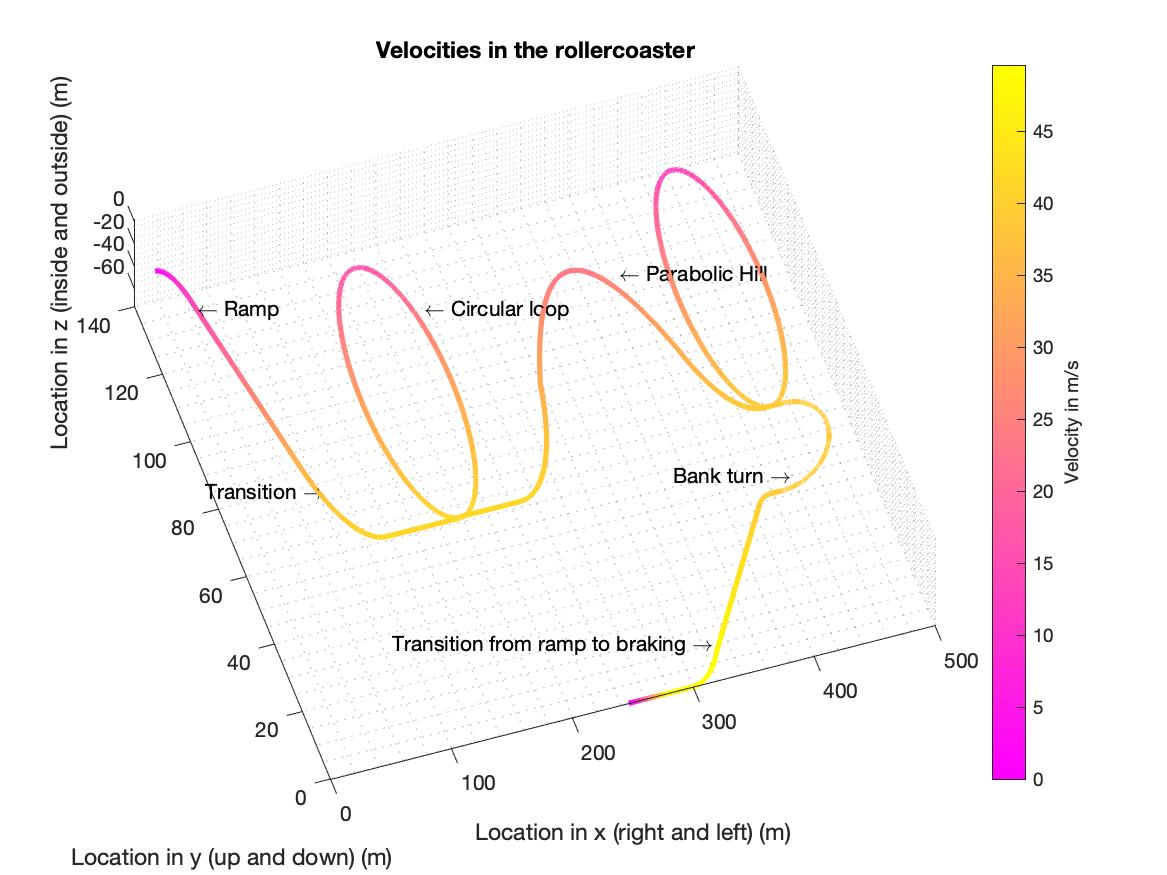 Velocities in the rollercoaster
Location in z (inside and outside) (m)
0
-20
-40
-60
140
120
100
80
60
40
20
0
← Ramp
← Circular loop
← Parabolic Hill
Transition →
Bank turn →
Transition from ramp to braking →
0
100
200
300
400
500
Location in x (right and left) (m)
Location in y (up and down) (m)
45
40
35
30
25
20
15
10
5
0
Velocity in m/s